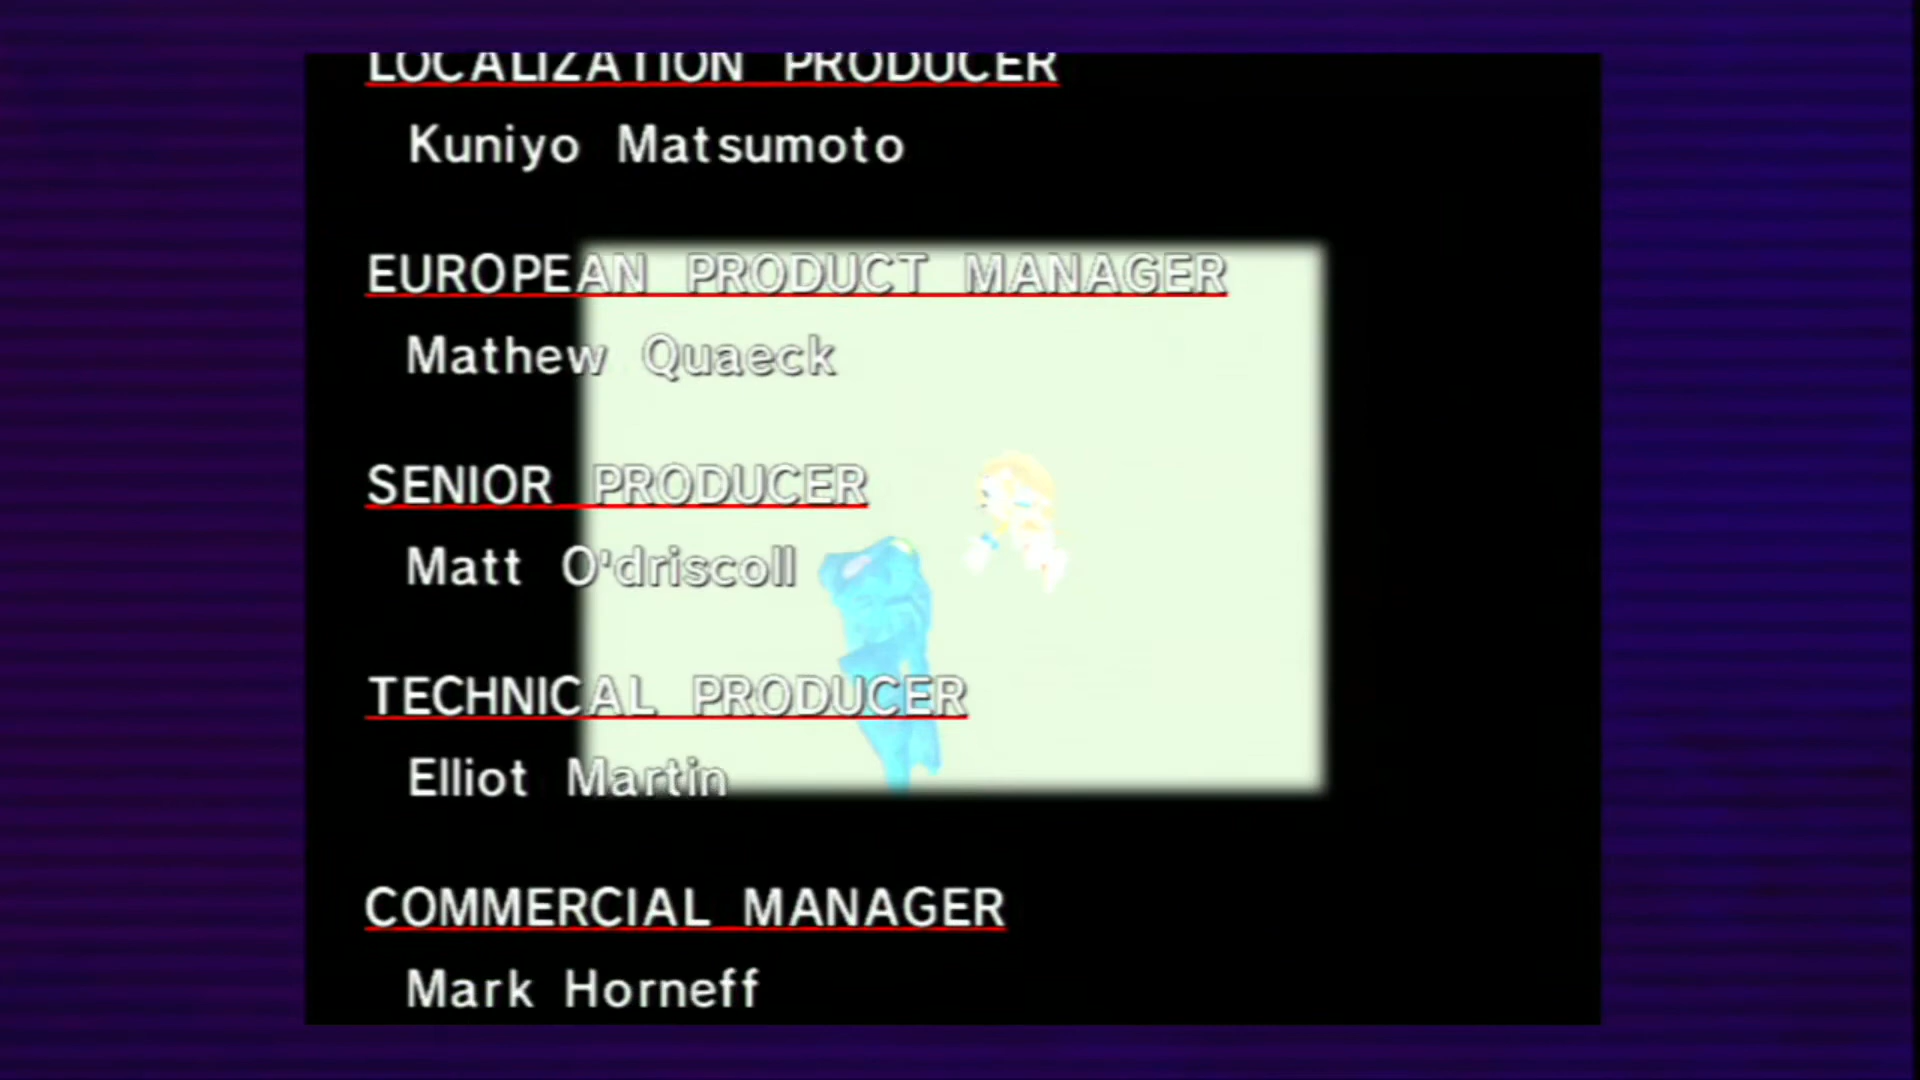 LOCALIZATION PRODUCER
Kuniyo Matsumoto
EUROPEAN PRODUCT MANAGER
Mathew Quaeck
SENIOR PRODUCER
Matt O'driscoll
TECHNICAL PRODUCER
Elliot Martin
COMMERCIAL MANAGER
Mark Horneff